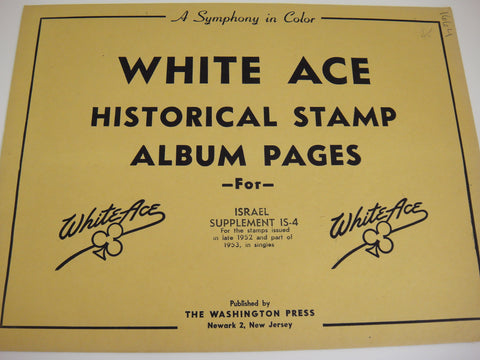 A Symphony in Color
WHITE ACE
HISTORICAL STAMP
ALBUM PAGES
—For—
ISRAEL
SUPPLEMENT IS-4
For the stamps issued
in late 1952 and part of
1953, in singles
White Ace
White Ace
Published by
THE WASHINGTON PRESS
Newark 2, New Jersey